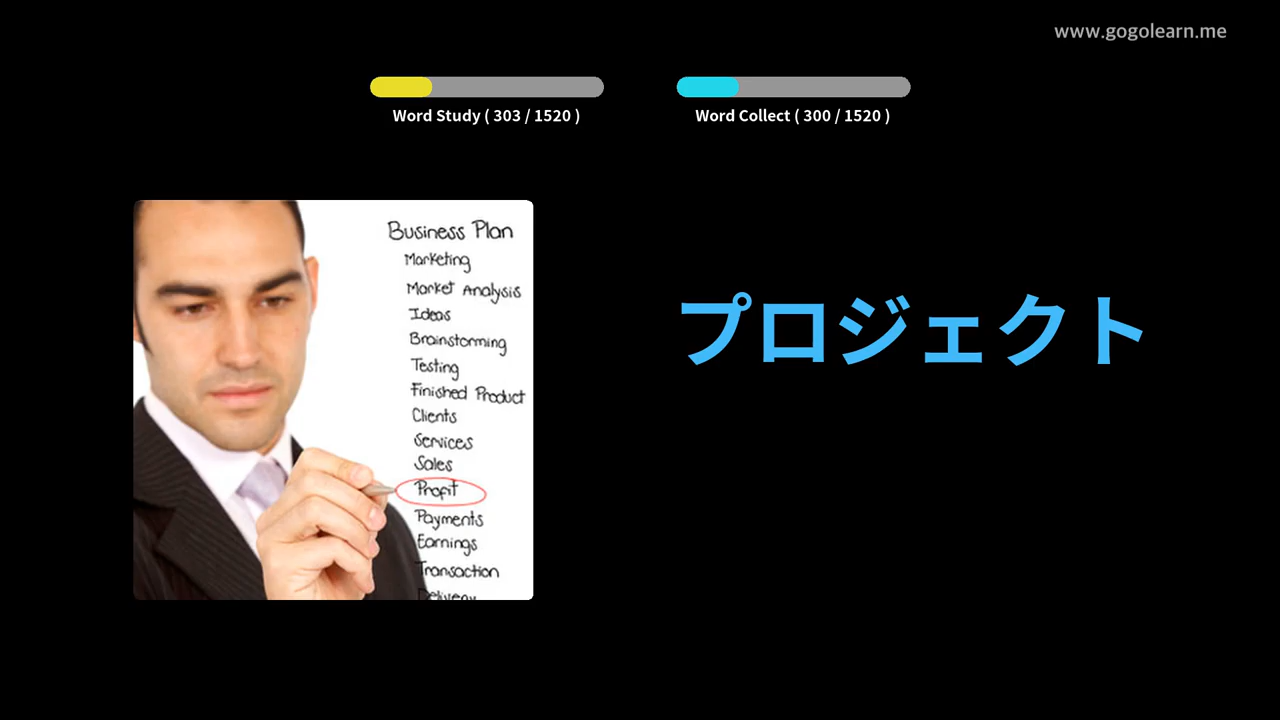 www.gogolearn.me
Word Study ( 303 / 1520 )
Word Collect ( 300 / 1520 )
Business Plan
Marketing
Market Analysis
Ideas
Brainstorming
Testing
Finished Product
Clients
Services
Sales
Profit
Payments
Earnings
Transaction
Delivery
プロジェクト